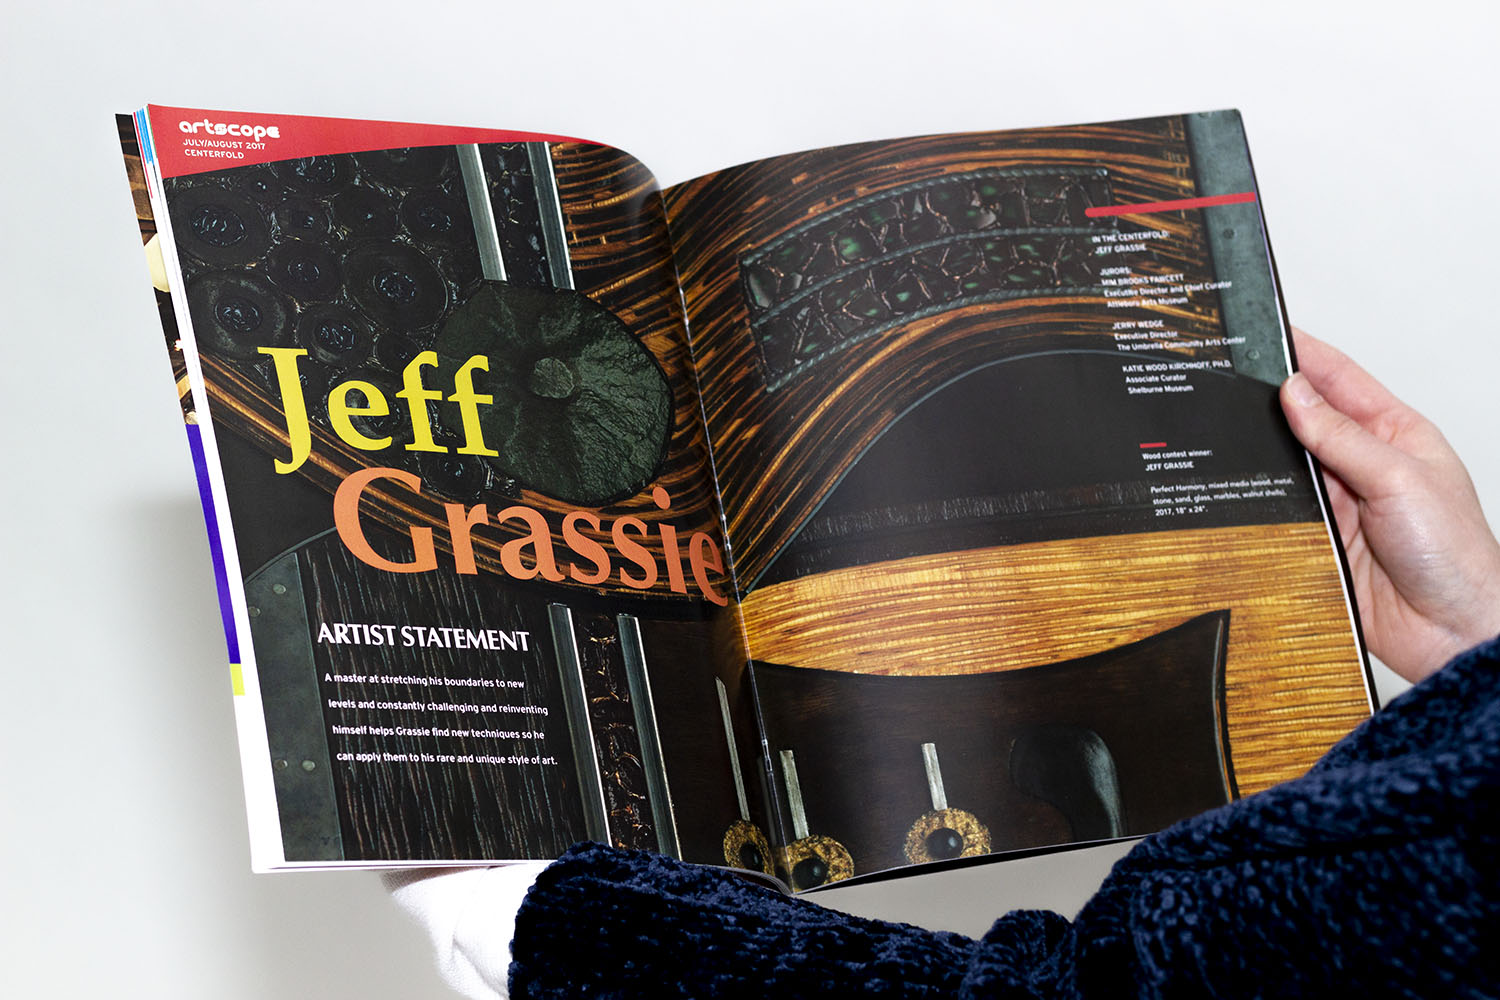 artscope
JULY/AUGUST 2017
CENTERFOLD
Jeff
Grassie
ARTIST STATEMENT
A master at stretching his boundaries to new
levels and constantly challenging and reinventing
himself helps Grassie find new techniques so he
can apply them to his rare and unique style of art.
IN THE CENTERFOLD:
JEFF GRASSIE
JURORS:
MIM BROOKS FAWCETT
Executive Director and Chief Curator
Attleboro Arts Museum
JERRY WEDGE
Executive Director
The Umbrella Community Arts Center
KATIE WOOD KIRCHHOFF, PH.D.
Associate Curator
Shelburne Museum
Wood contest winner:
JEFF GRASSIE
Perfect Harmony, mixed media (wood, metal,
stone, sand, glass, marbles, walnut shells),
2017, 18" x 24".